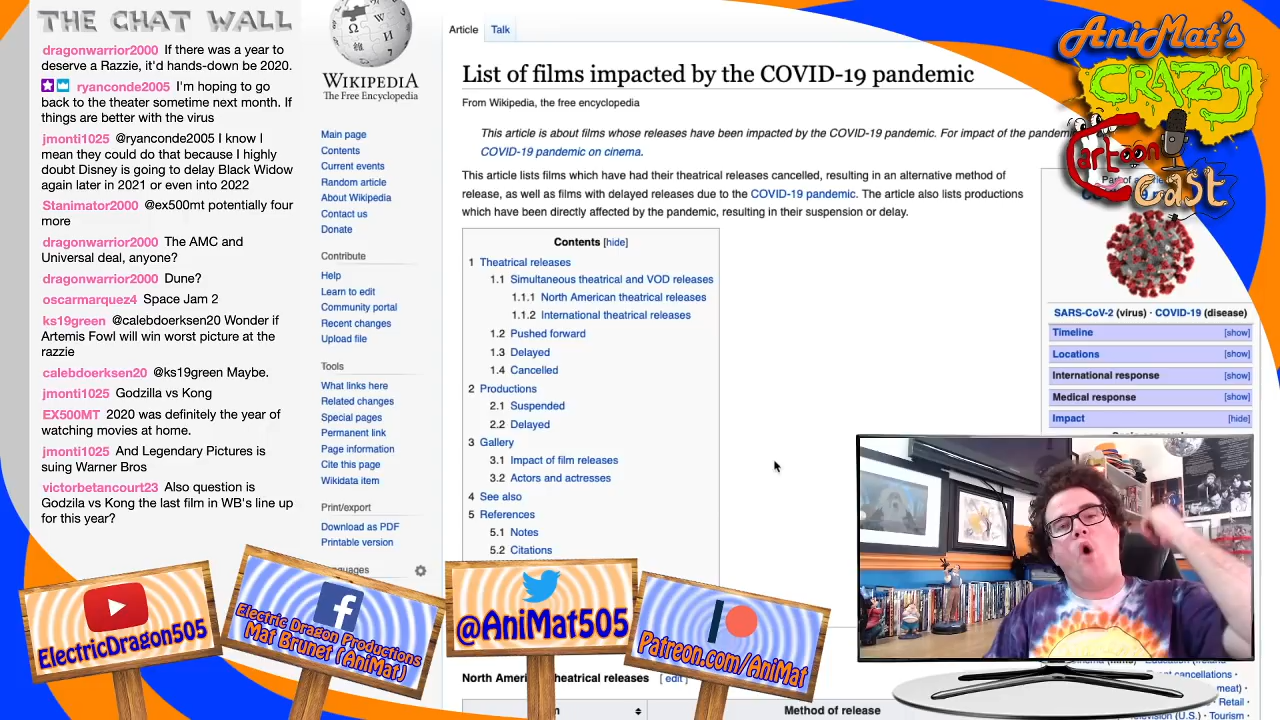 THE CHAT WALL
dragonwarrior2000 If there was a year to
deserve a Razzie, it'd hands-down be 2020.
ryanconde2005 I'm hoping to go
back to the theater sometime next month. If
things are better with the virus
jmonti1025 @ryanconde2005 I know I
mean they could do that because I highly
doubt Disney is going to delay Black Widow
again later in 2021 or even into 2022
Stanimator2000 @ex500mt potentially four
more
dragonwarrior2000 The AMC and
Universal deal, anyone?
dragonwarrior2000 Dune?
oscarmarquez4 Space Jam 2
ks19green @calebdoerksen20 Wonder if
Artemis Fowl will win worst picture at the
razzie
calebdoerksen20 @ks19green Maybe.
jmonti1025 Godzilla vs Kong
EX500MT 2020 was definitely the year of
watching movies at home.
jmonti1025 And Legendary Pictures is
suing Warner Bros
victorbetancourt23 Also question is
Godzila vs Kong the last film in WB's line up
for this year?
WIKIPEDIA
The Free Encyclopedia
Main page
Contents
Current events
Random article
About Wikipedia
Contact us
Donate
Contribute
Help
Learn to edit
Community portal
Recent changes
Upload file
Tools
What links here
Related changes
Special pages
Permanent link
Page information
Cite this page
Wikidata item
Print/export
Download as PDF
Printable version
Article Talk
List of films impacted by the COVID-19 pandemic
From Wikipedia, the free encyclopedia
This article is about films whose releases have been impacted by the COVID-19 pandemic. For impact of the
COVID-19 pandemic on cinema.
This article lists films which have had their theatrical releases cancelled, resulting in an alternative method of
release, as well as films with delayed releases due to the COVID-19 pandemic. The article also lists productions
which have been directly affected by the pandemic, resulting in their suspension or delay.
Contents [hide]
1 Theatrical releases
1.1 Simultaneous theatrical and VOD releases
1.1.1 North American theatrical releases
1.1.2 International theatrical releases
1.2 Pushed forward
1.3 Delayed
1.4 Cancelled
2 Productions
2.1 Suspended
2.2 Delayed
3 Gallery
3.1 Impact of film releases
3.2 Actors and actresses
4 See also
5 References
5.1 Notes
5.2 Citations
theatrical releases [ edit ]
Method of release
AniMat's
CRAZY
Cartoon
Cast
SARS-CoV-2 (virus) · COVID-19 (disease)
Timeline [show]
Locations [show]
International response [show]
Medical response [show]
Impact [hide]
cancellations
Retail
Television (U.S.) · Tourism ·
ElectricDragon505
Electric Dragon Productions
Mat Brunet (AniMat)
@AniMat505
Patreon.com/AniMat